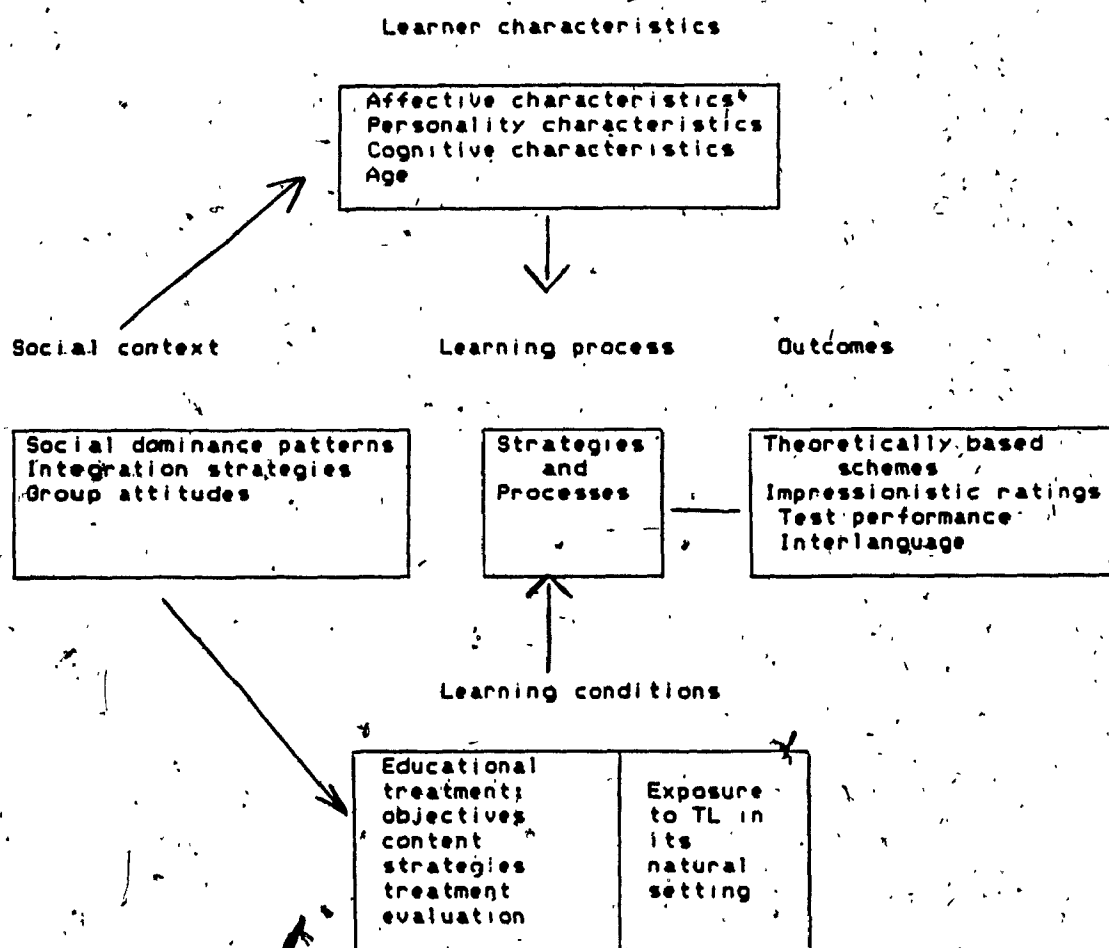 Learner characteristics
Affective characteristics
Personality characteristics
Cognitive characteristics
Age
Social context
Learning process
Outcomes
Social dominance patterns
Integration strategies
Group attitudes
Strategies
and
Processes
Theoretically based
schemes
Impressionistic ratings
Test performance
Interlanguage
Learning conditions
Educational
treatment:
objectives
content
strategies
treatment
evaluation
Exposure
to TL in
its
natural
setting